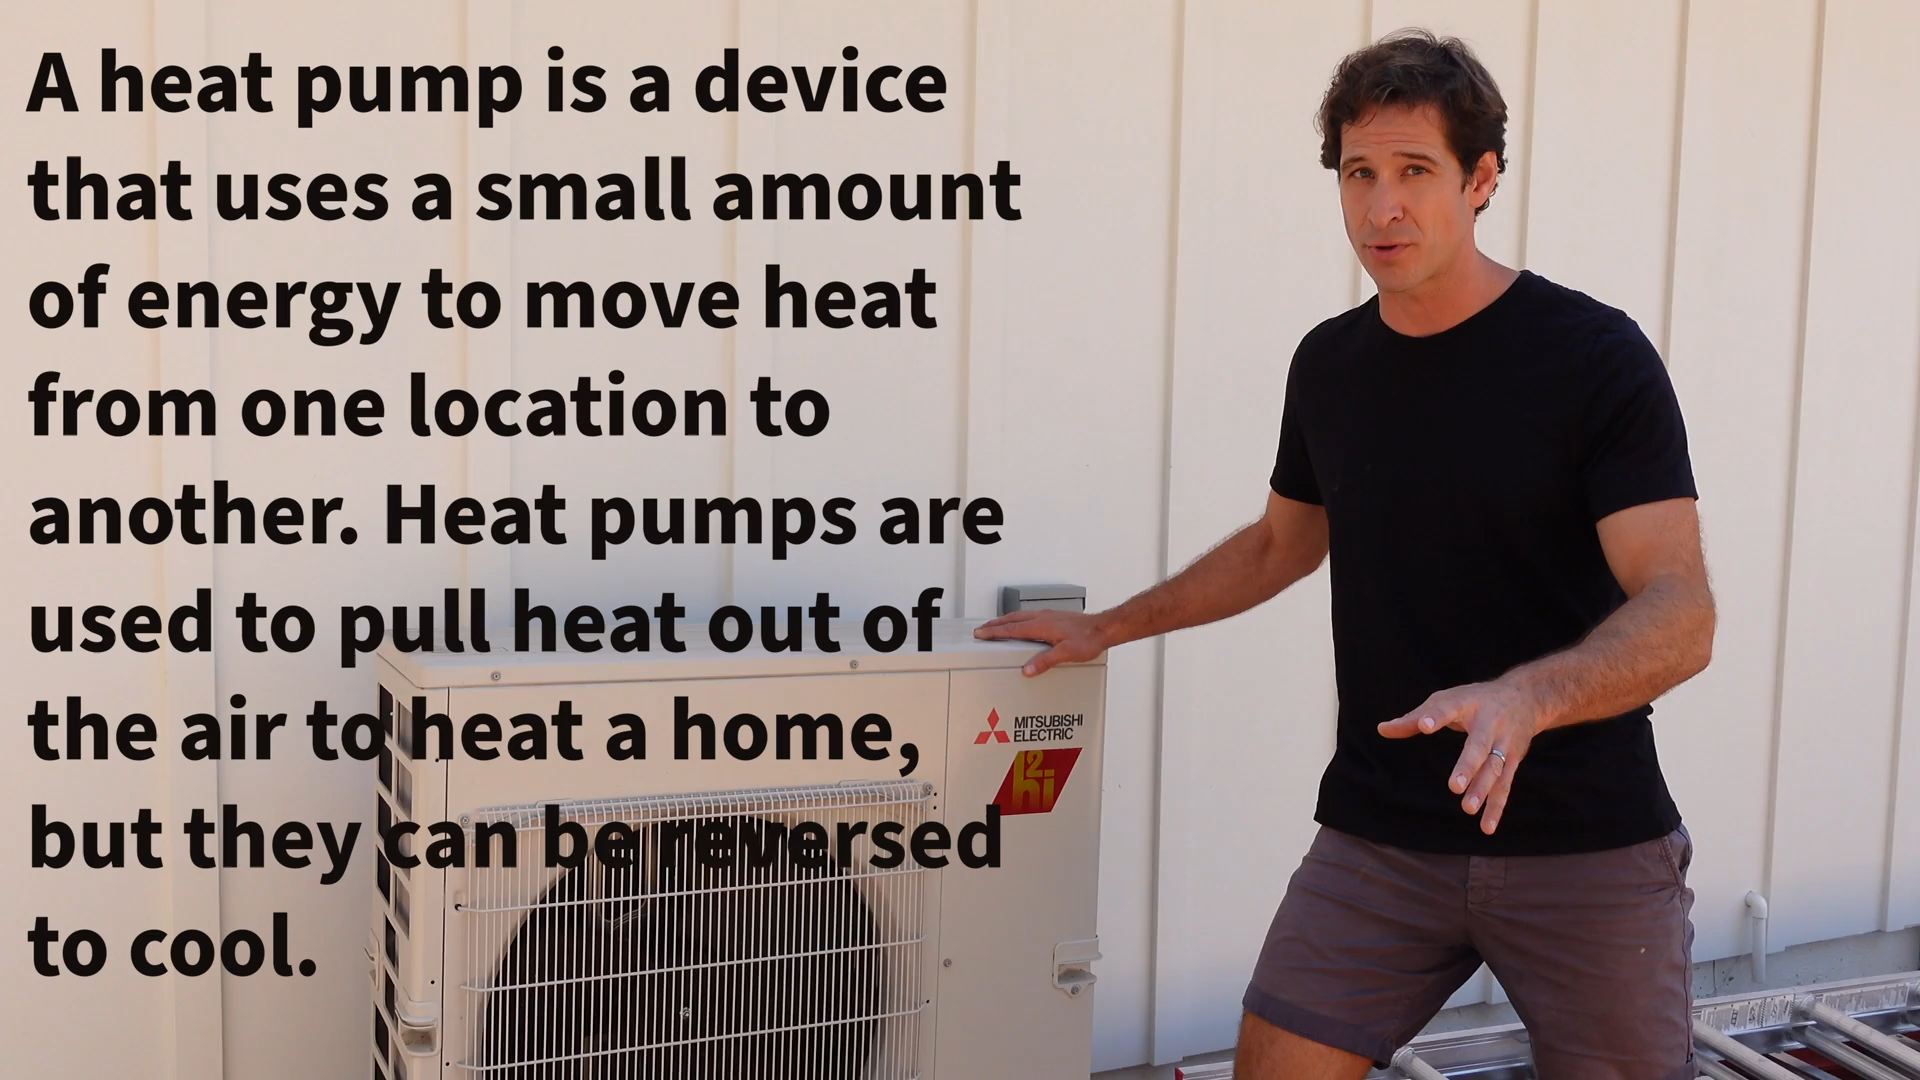 A heat pump is a device
that uses a small amount
of energy to move heat
from one location to
another. Heat pumps are
used to pull heat out of
the air to heat a home,
but they can be reversed
to cool.
MITSUBISHI
ELECTRIC
h2i